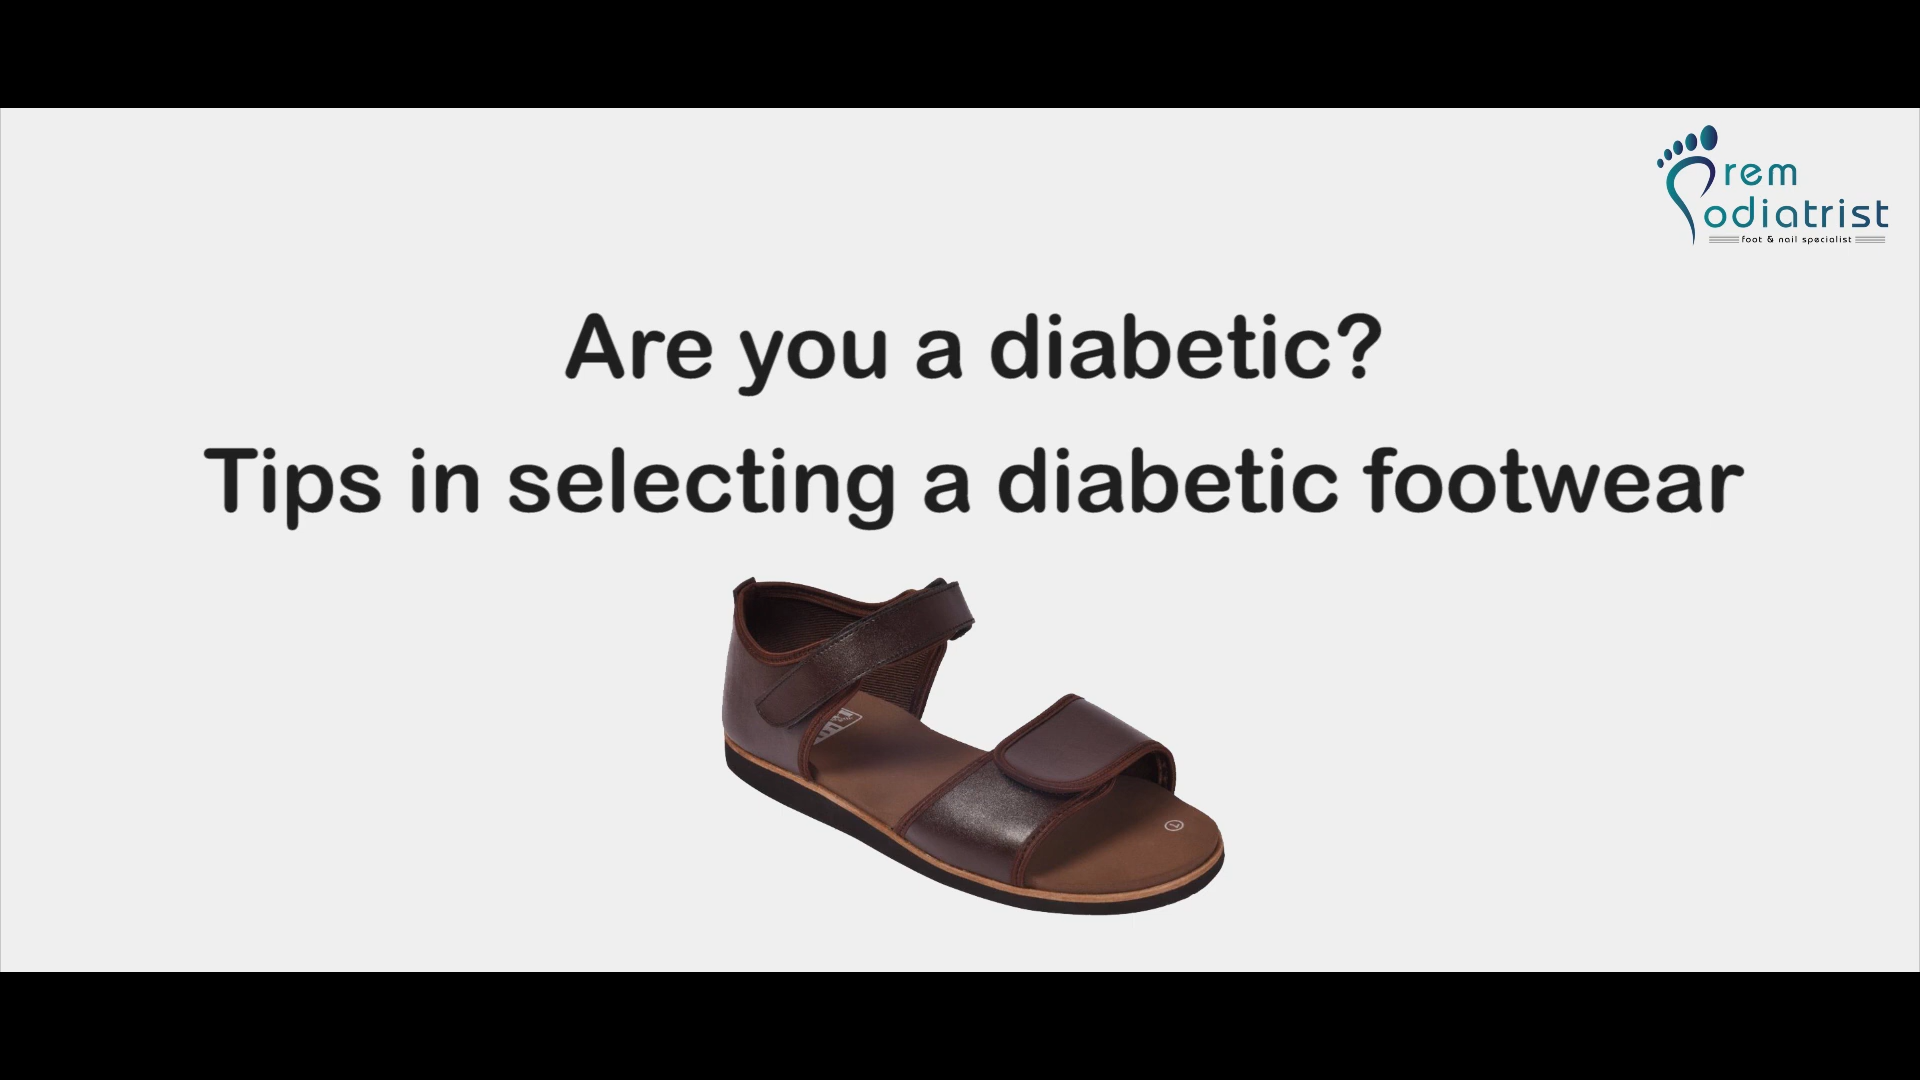 Prem
Podiatrist
foot & nail specialist
Are you a diabetic?
Tips in selecting a diabetic footwear